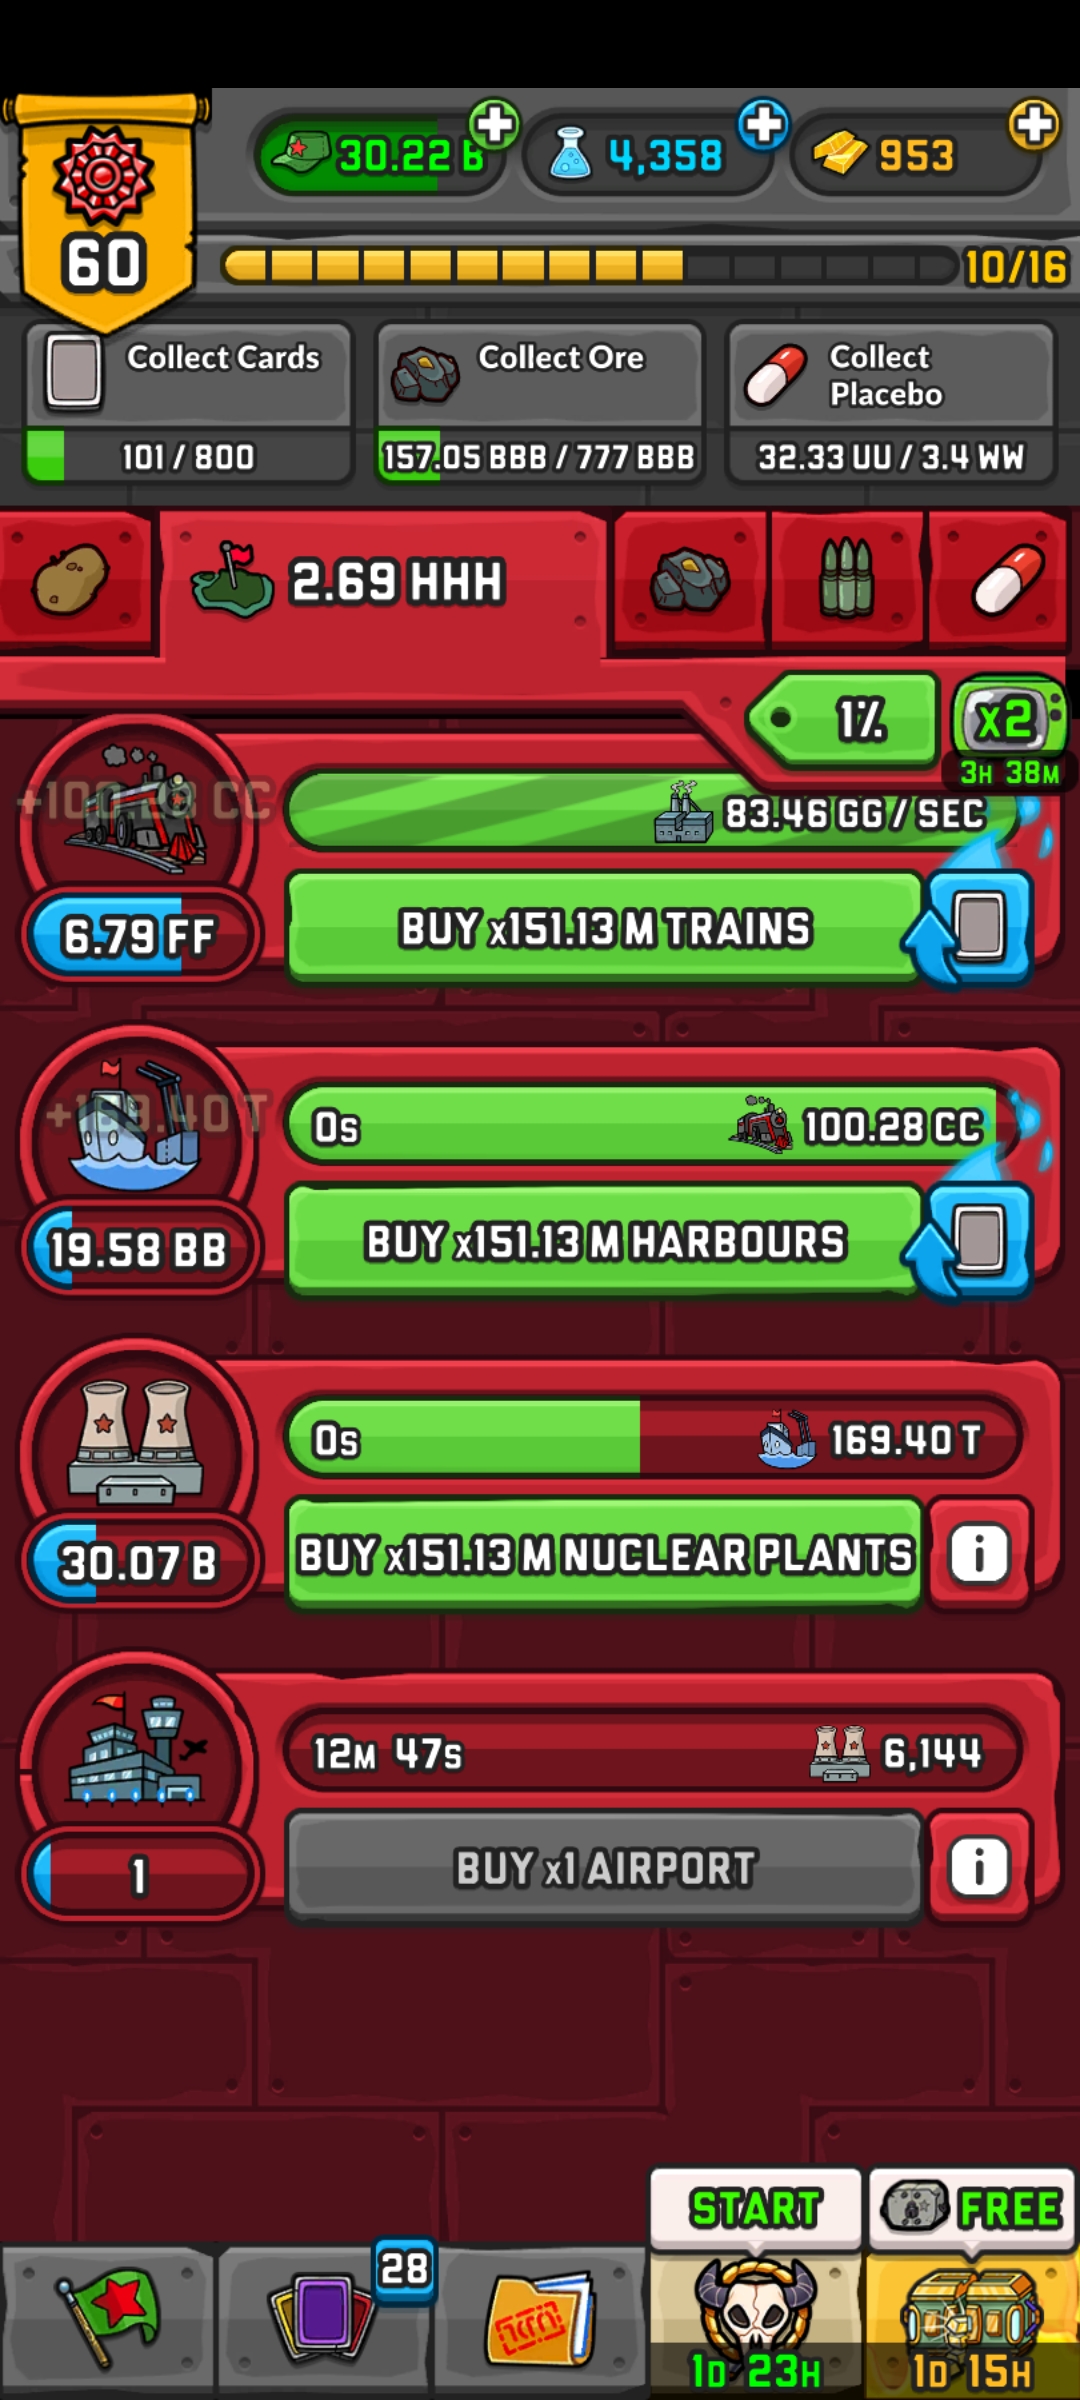 60
30.22 B
4,358
953
10/16
Collect Cards
101 / 800
Collect Ore
157.05 BBB / 777 BBB
Collect
Placebo
32.33 UU / 3.4 WW
2.69 HHH
1%
x2
3H 38M
+100.28 CC
83.46 GG / SEC
6.79 FF
BUY x151.13 M TRAINS
+169.40 T
0s
100.28 CC
19.58 BB
BUY x151.13 M HARBOURS
0s
169.40 T
30.07 B
BUY x151.13 M NUCLEAR PLANTS
i
12M 47s
6,144
1
BUY x1 AIRPORT
i
START
FREE
28
1D 23H
1D 15H